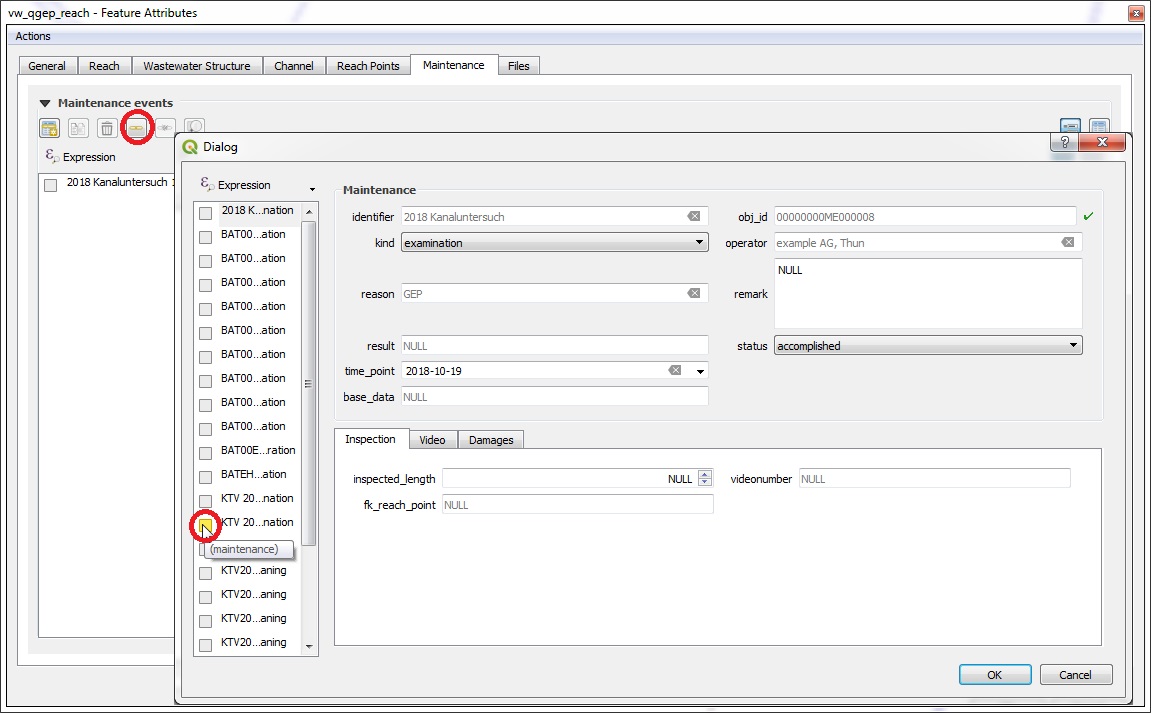 vw_qgep_reach - Feature Attributes
Actions
General Reach Wastewater Structure Channel Reach Points Maintenance Files
Maintenance events
Expression
2018 Kanaluntersuch
Dialog
Expression
2018 K...nation
BAT00...ation
BAT00...ation
BAT00...ation
BAT00...ation
BAT00...ation
BAT00...ation
BAT00...ation
BAT00...ation
BAT00...ation
BAT00E...ration
BATEH...ation
KTV 20...nation
KTV 20...nation
(maintenance)
KTV20...aning
KTV20...aning
KTV20...aning
KTV20...aning
Maintenance
identifier 2018 Kanaluntersuch obj_id 00000000ME000008
kind examination operator example AG, Thun
reason GEP remark NULL
result NULL status accomplished
time_point 2018-10-19
base_data NULL
Inspection Video Damages
inspected_length NULL videonumber NULL
fk_reach_point NULL
OK Cancel